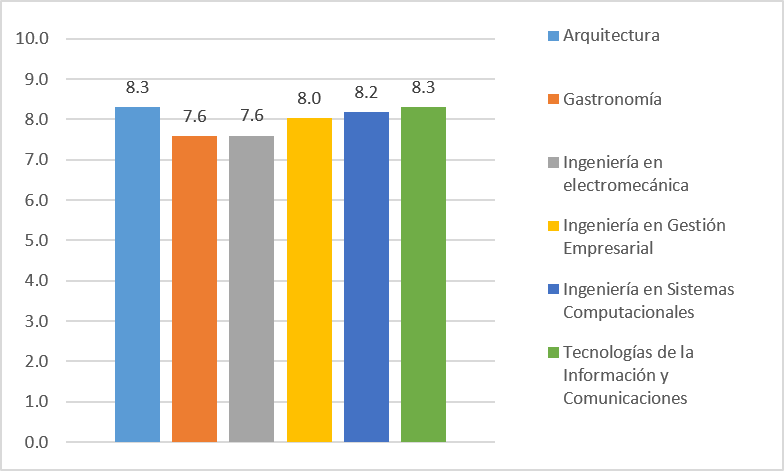 10.0
9.0
8.0
7.0
6.0
5.0
4.0
3.0
2.0
1.0
0.0
8.3
7.6
7.6
8.0
8.2
8.3
Arquitectura
Gastronomía
Ingeniería en
electromecánica
Ingeniería en Gestión
Empresarial
Ingeniería en Sistemas
Computacionales
Tecnologías de la
Información y
Comunicaciones